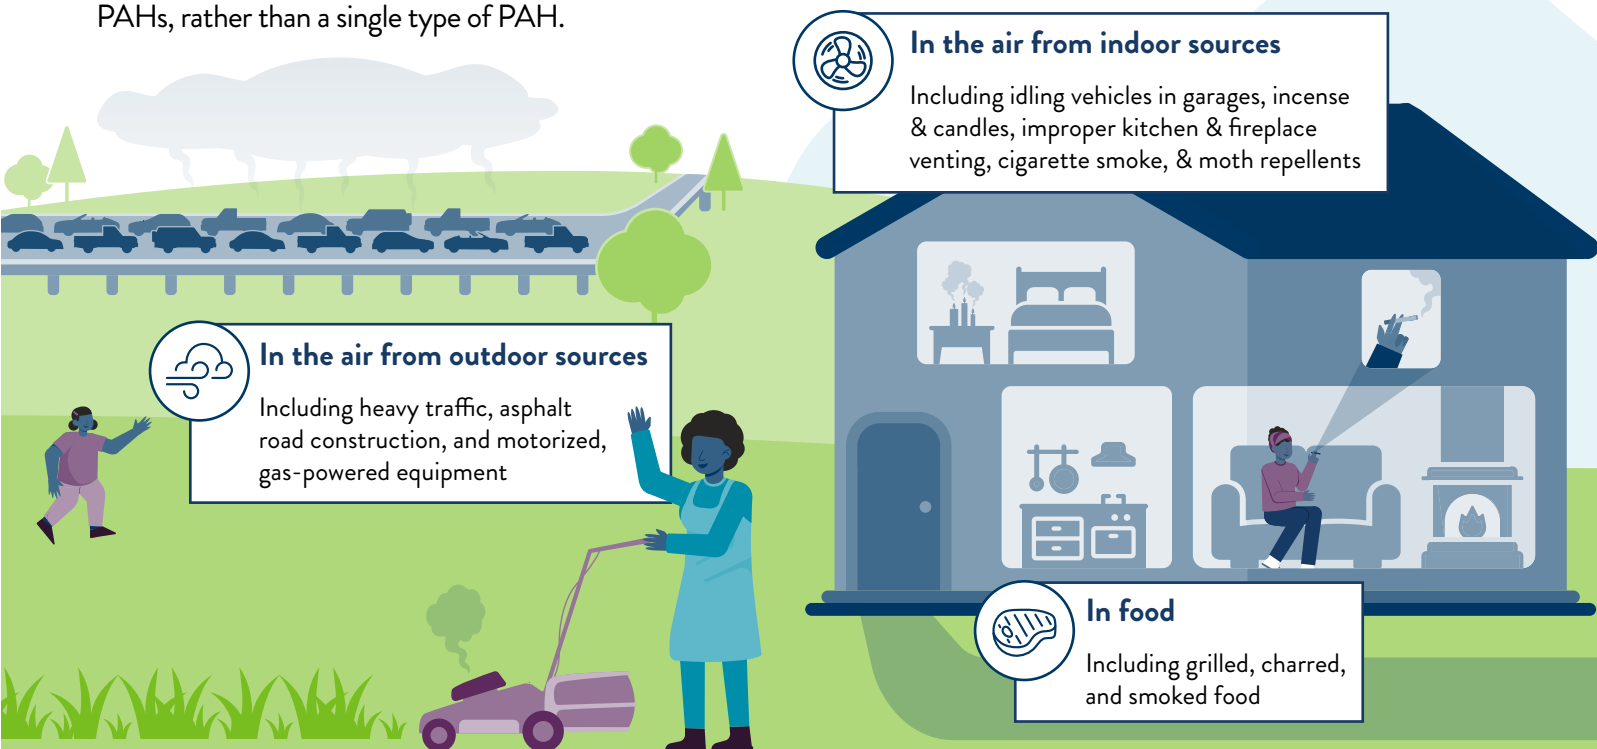 PAHs, rather than a single type of PAH.
In the air from indoor sources
Including idling vehicles in garages, incense
& candles, improper kitchen & fireplace
venting, cigarette smoke, & moth repellents
In the air from outdoor sources
Including heavy traffic, asphalt
road construction, and motorized,
gas-powered equipment
In food
Including grilled, charred,
and smoked food